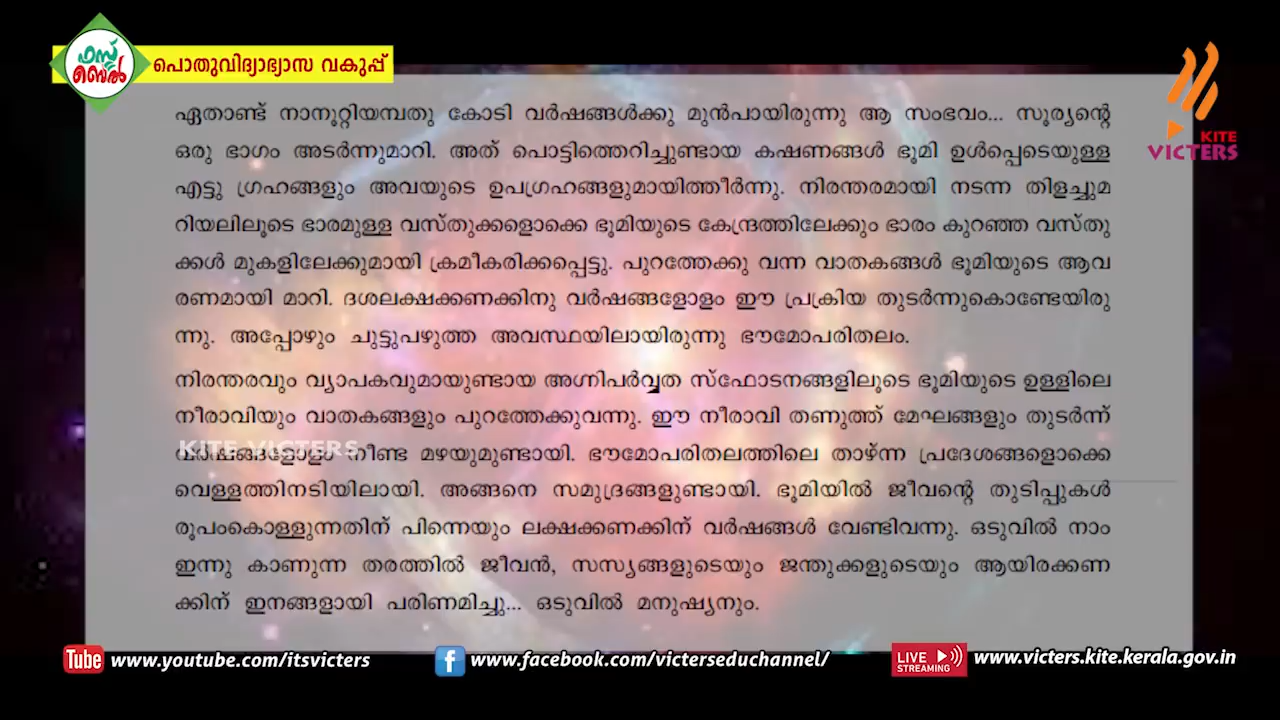 ഫസ്റ്റ്
ബെൽ
പൊതുവിദ്യാഭ്യാസ വകുപ്പ്
KITE
VICTERS
ഏതാണ്ട് നാനൂറ്റിയമ്പതു കോടി വർഷങ്ങൾക്കു മുൻപായിരുന്നു ആ സംഭവം... സൂര്യന്റെ
ഒരു ഭാഗം അടർന്നുമാറി. അത് പൊട്ടിത്തെറിച്ചുണ്ടായ കഷണങ്ങൾ ഭൂമി ഉൾപ്പെടെയുള്ള
എട്ടു ഗ്രഹങ്ങളും അവയുടെ ഉപഗ്രഹങ്ങളുമായിത്തീർന്നു. നിരന്തരമായി നടന്ന തിളച്ചുമ
റിയലിലൂടെ ഭാരമുള്ള വസ്തുക്കളൊക്കെ ഭൂമിയുടെ കേന്ദ്രത്തിലേക്കും ഭാരം കുറഞ്ഞ വസ്തു
ക്കൾ മുകളിലേക്കുമായി ക്രമീകരിക്കപ്പെട്ടു. പുറത്തേക്കു വന്ന വാതകങ്ങൾ ഭൂമിയുടെ ആവ
രണമായി മാറി. ദശലക്ഷക്കണക്കിനു വർഷങ്ങളോളം ഈ പ്രക്രിയ തുടർന്നുകൊണ്ടേയിരു
ന്നു. അപ്പോഴും ചുട്ടുപഴുത്ത അവസ്ഥയിലായിരുന്നു ഭൗമോപരിതലം.
നിരന്തരവും വ്യാപകവുമായുണ്ടായ അഗ്നിപർവ്വത സ്ഫോടനങ്ങളിലൂടെ ഭൂമിയുടെ ഉള്ളിലെ
നീരാവിയും വാതകങ്ങളും പുറത്തേക്കുവന്നു. ഈ നീരാവി തണുത്ത് മേഘങ്ങളും തുടർന്ന്
KITE VICTERS
വർഷങ്ങളോളം നീണ്ട മഴയുമുണ്ടായി. ഭൗമോപരിതലത്തിലെ താഴ്ന്ന പ്രദേശങ്ങളൊക്കെ
വെള്ളത്തിനടിയിലായി. അങ്ങനെ സമുദ്രങ്ങളുണ്ടായി. ഭൂമിയിൽ ജീവന്റെ തുടിപ്പുകൾ
രൂപംകൊള്ളുന്നതിന് പിന്നെയും ലക്ഷക്കണക്കിന് വർഷങ്ങൾ വേണ്ടിവന്നു. ഒടുവിൽ നാം
ഇന്നു കാണുന്ന തരത്തിൽ ജീവൻ, സസ്യങ്ങളുടെയും ജന്തുക്കളുടെയും ആയിരക്കണ
ക്കിന് ഇനങ്ങളായി പരിണമിച്ചു... ഒടുവിൽ മനുഷ്യനും.
Tube www.youtube.com/itsvicters
f www.facebook.com/victerseduchannel/
LIVE
STREAMING
www.victers.kite.kerala.gov.in